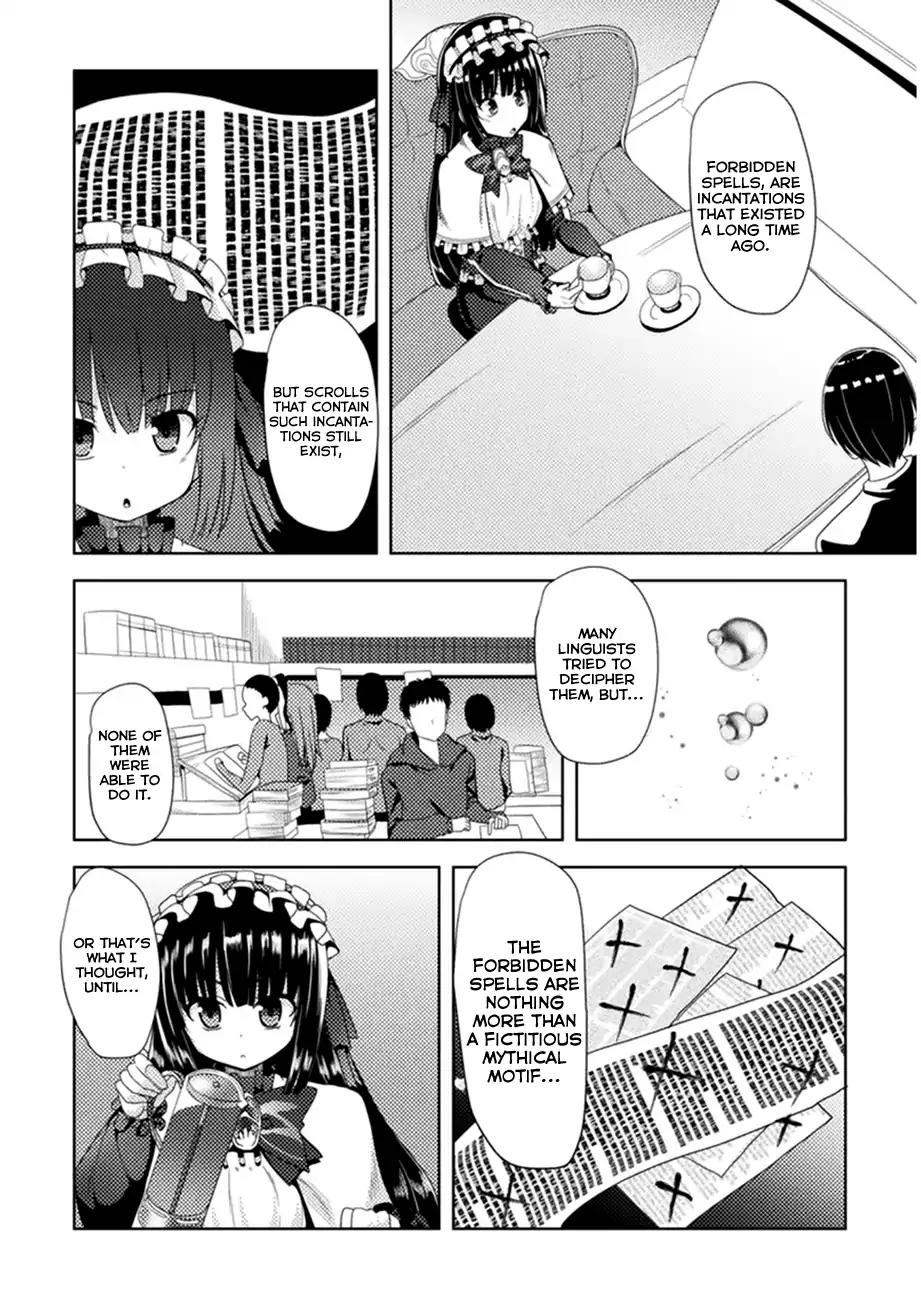 FORBIDDEN
SPELLS, ARE
INCANTATIONS
THAT EXISTED
A LONG TIME
AGO.
BUT SCROLLS
THAT CONTAIN
SUCH INCANTA-
TIONS STILL
EXIST,
MANY
LINGUISTS
TRIED TO
DECIPHER
THEM, BUT...
NONE OF
THEM
WERE
ABLE TO
DO IT.
THE
FORBIDDEN
SPELLS ARE
NOTHING
MORE THAN
A FICTITIOUS
MYTHICAL
MOTIF...
OR THAT'S
WHAT I
THOUGHT,
UNTIL...